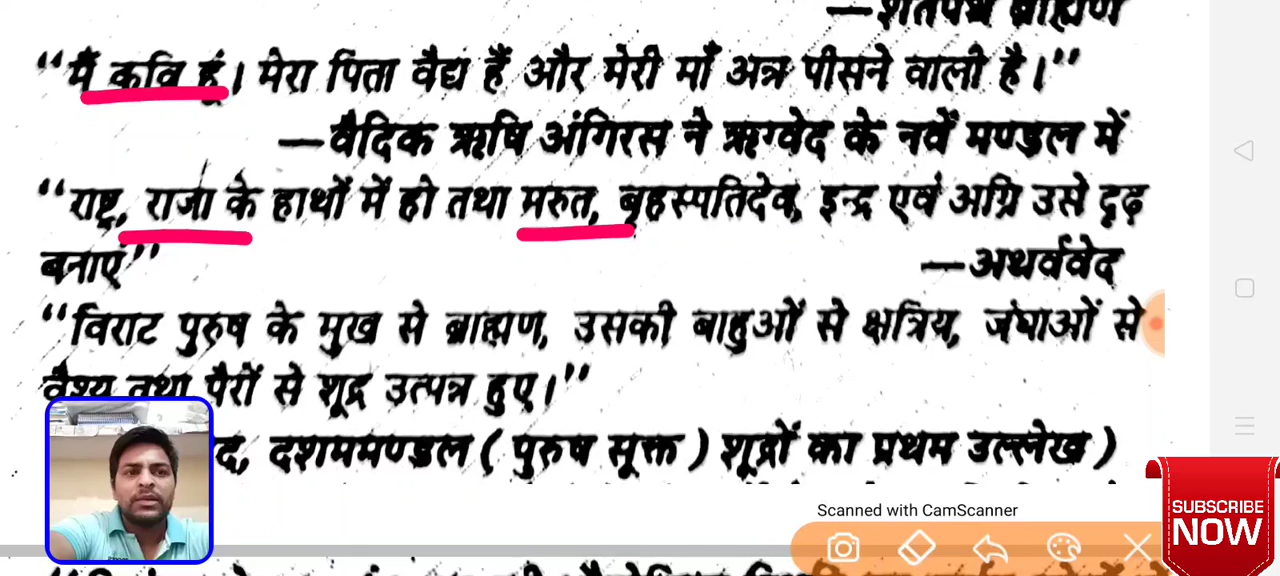 —शतपथ ब्राह्मण
“मैं कवि हूं। मेरा पिता वैद्य हैं और मेरी माँ अन्न पीसने वाली है।”
—वैदिक ऋषि अंगिरस ने ऋग्वेद के नवें मण्डल में
“राष्ट्र, राजा के हाथों में हो तथा मरुत, बृहस्पतिदेव, इन्द्र एवं अग्नि उसे दृढ़
बनाएं”
—अथर्ववेद
“विराट पुरुष के मुख से ब्राह्मण, उसकी बाहुओं से क्षत्रिय, जंघाओं से
वैश्य तथा पैरों से शूद्र उत्पन्न हुए।”
द, दशममण्डल ( पुरुष सूक्त ) शूद्रों का प्रथम उल्लेख )
Scanned with CamScanner
SUBSCRIBE
NOW